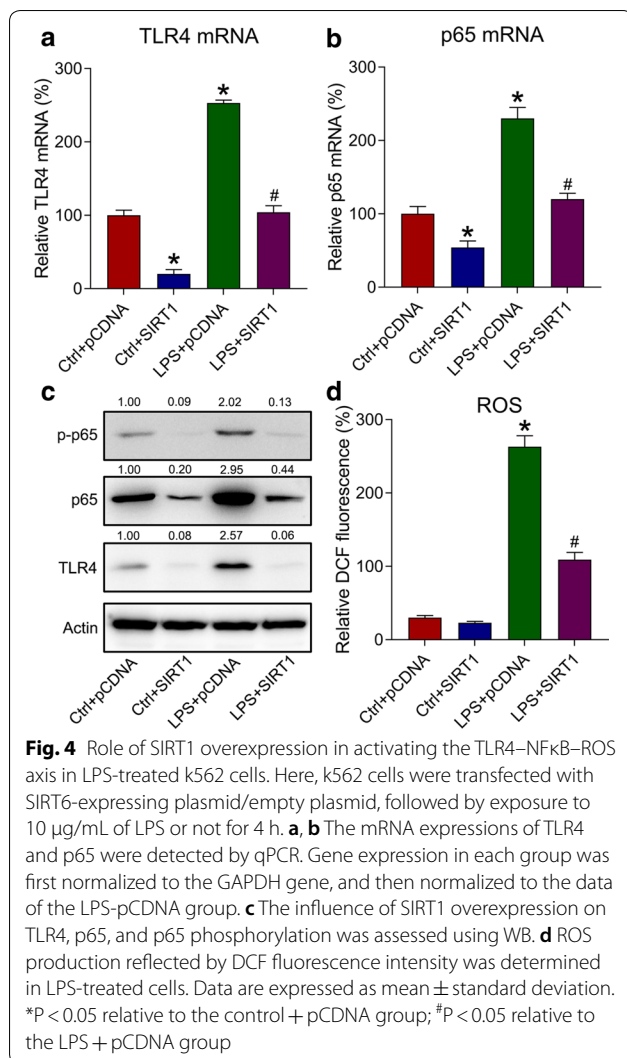 a
TLR4 mRNA
Relative TLR4 mRNA (%)
300
200
100
0
*
*
#
Ctrl+pCDNA
Ctrl+SIRT1
LPS+pCDNA
LPS+SIRT1
b
p65 mRNA
Relative p65 mRNA (%)
300
200
100
0
*
*
#
Ctrl+pCDNA
Ctrl+SIRT1
LPS+pCDNA
LPS+SIRT1
c
1.00 0.09 2.02 0.13
p-p65
1.00 0.20 2.95 0.44
p65
1.00 0.08 2.57 0.06
TLR4
Actin
Ctrl+pCDNA
Ctrl+SIRT1
LPS+pCDNA
LPS+SIRT1
d
ROS
Relative DCF fluorescence (%)
300
200
100
0
*
#
Ctrl+pCDNA
Ctrl+SIRT1
LPS+pCDNA
LPS+SIRT1
Fig. 4 Role of SIRT1 overexpression in activating the TLR4–NFκB–ROS
axis in LPS-treated k562 cells. Here, k562 cells were transfected with
SIRT6-expressing plasmid/empty plasmid, followed by exposure to
10 μg/mL of LPS or not for 4 h. a, b The mRNA expressions of TLR4
and p65 were detected by qPCR. Gene expression in each group was
first normalized to the GAPDH gene, and then normalized to the data
of the LPS-pCDNA group. c The influence of SIRT1 overexpression on
TLR4, p65, and p65 phosphorylation was assessed using WB. d ROS
production reflected by DCF fluorescence intensity was determined
in LPS-treated cells. Data are expressed as mean ± standard deviation.
*P < 0.05 relative to the control + pCDNA group; #P < 0.05 relative to
the LPS + pCDNA group